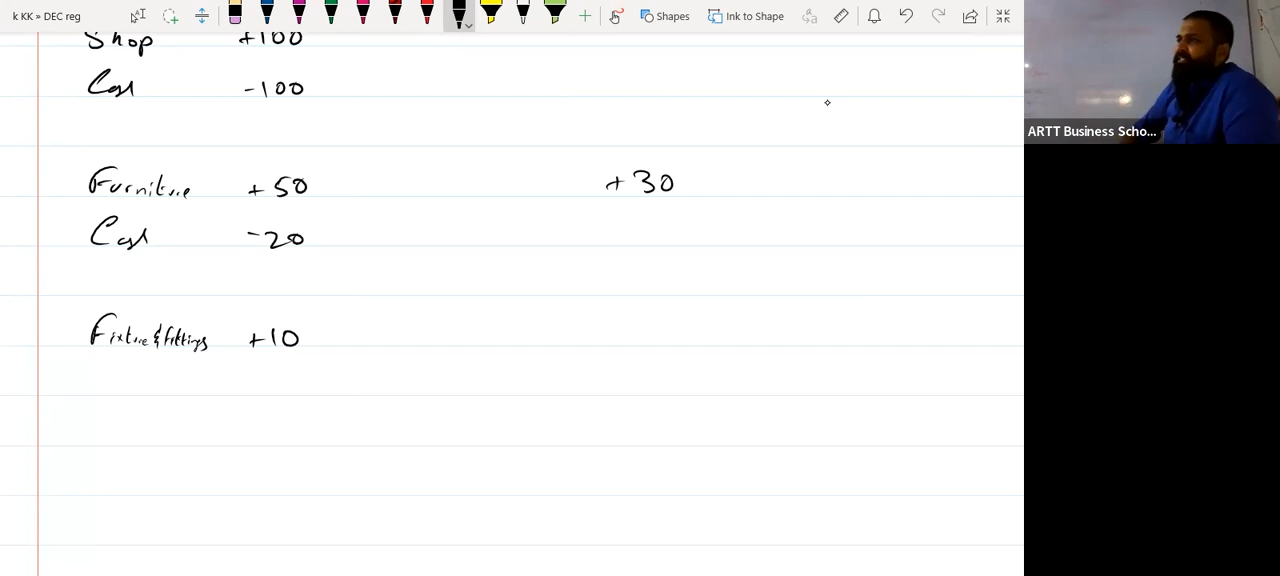 k KK » DEC reg Shapes Ink to Shape
Shop +100
Cash -100
Furniture +50 +30
Cash -20
Fixture & fittings +10
ARTT Business Scho...